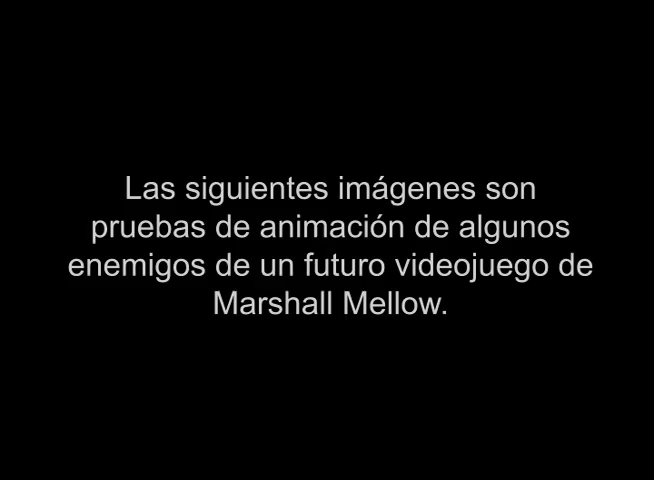 Las siguientes imágenes son
pruebas de animación de algunos
enemigos de un futuro videojuego de
Marshall Mellow.